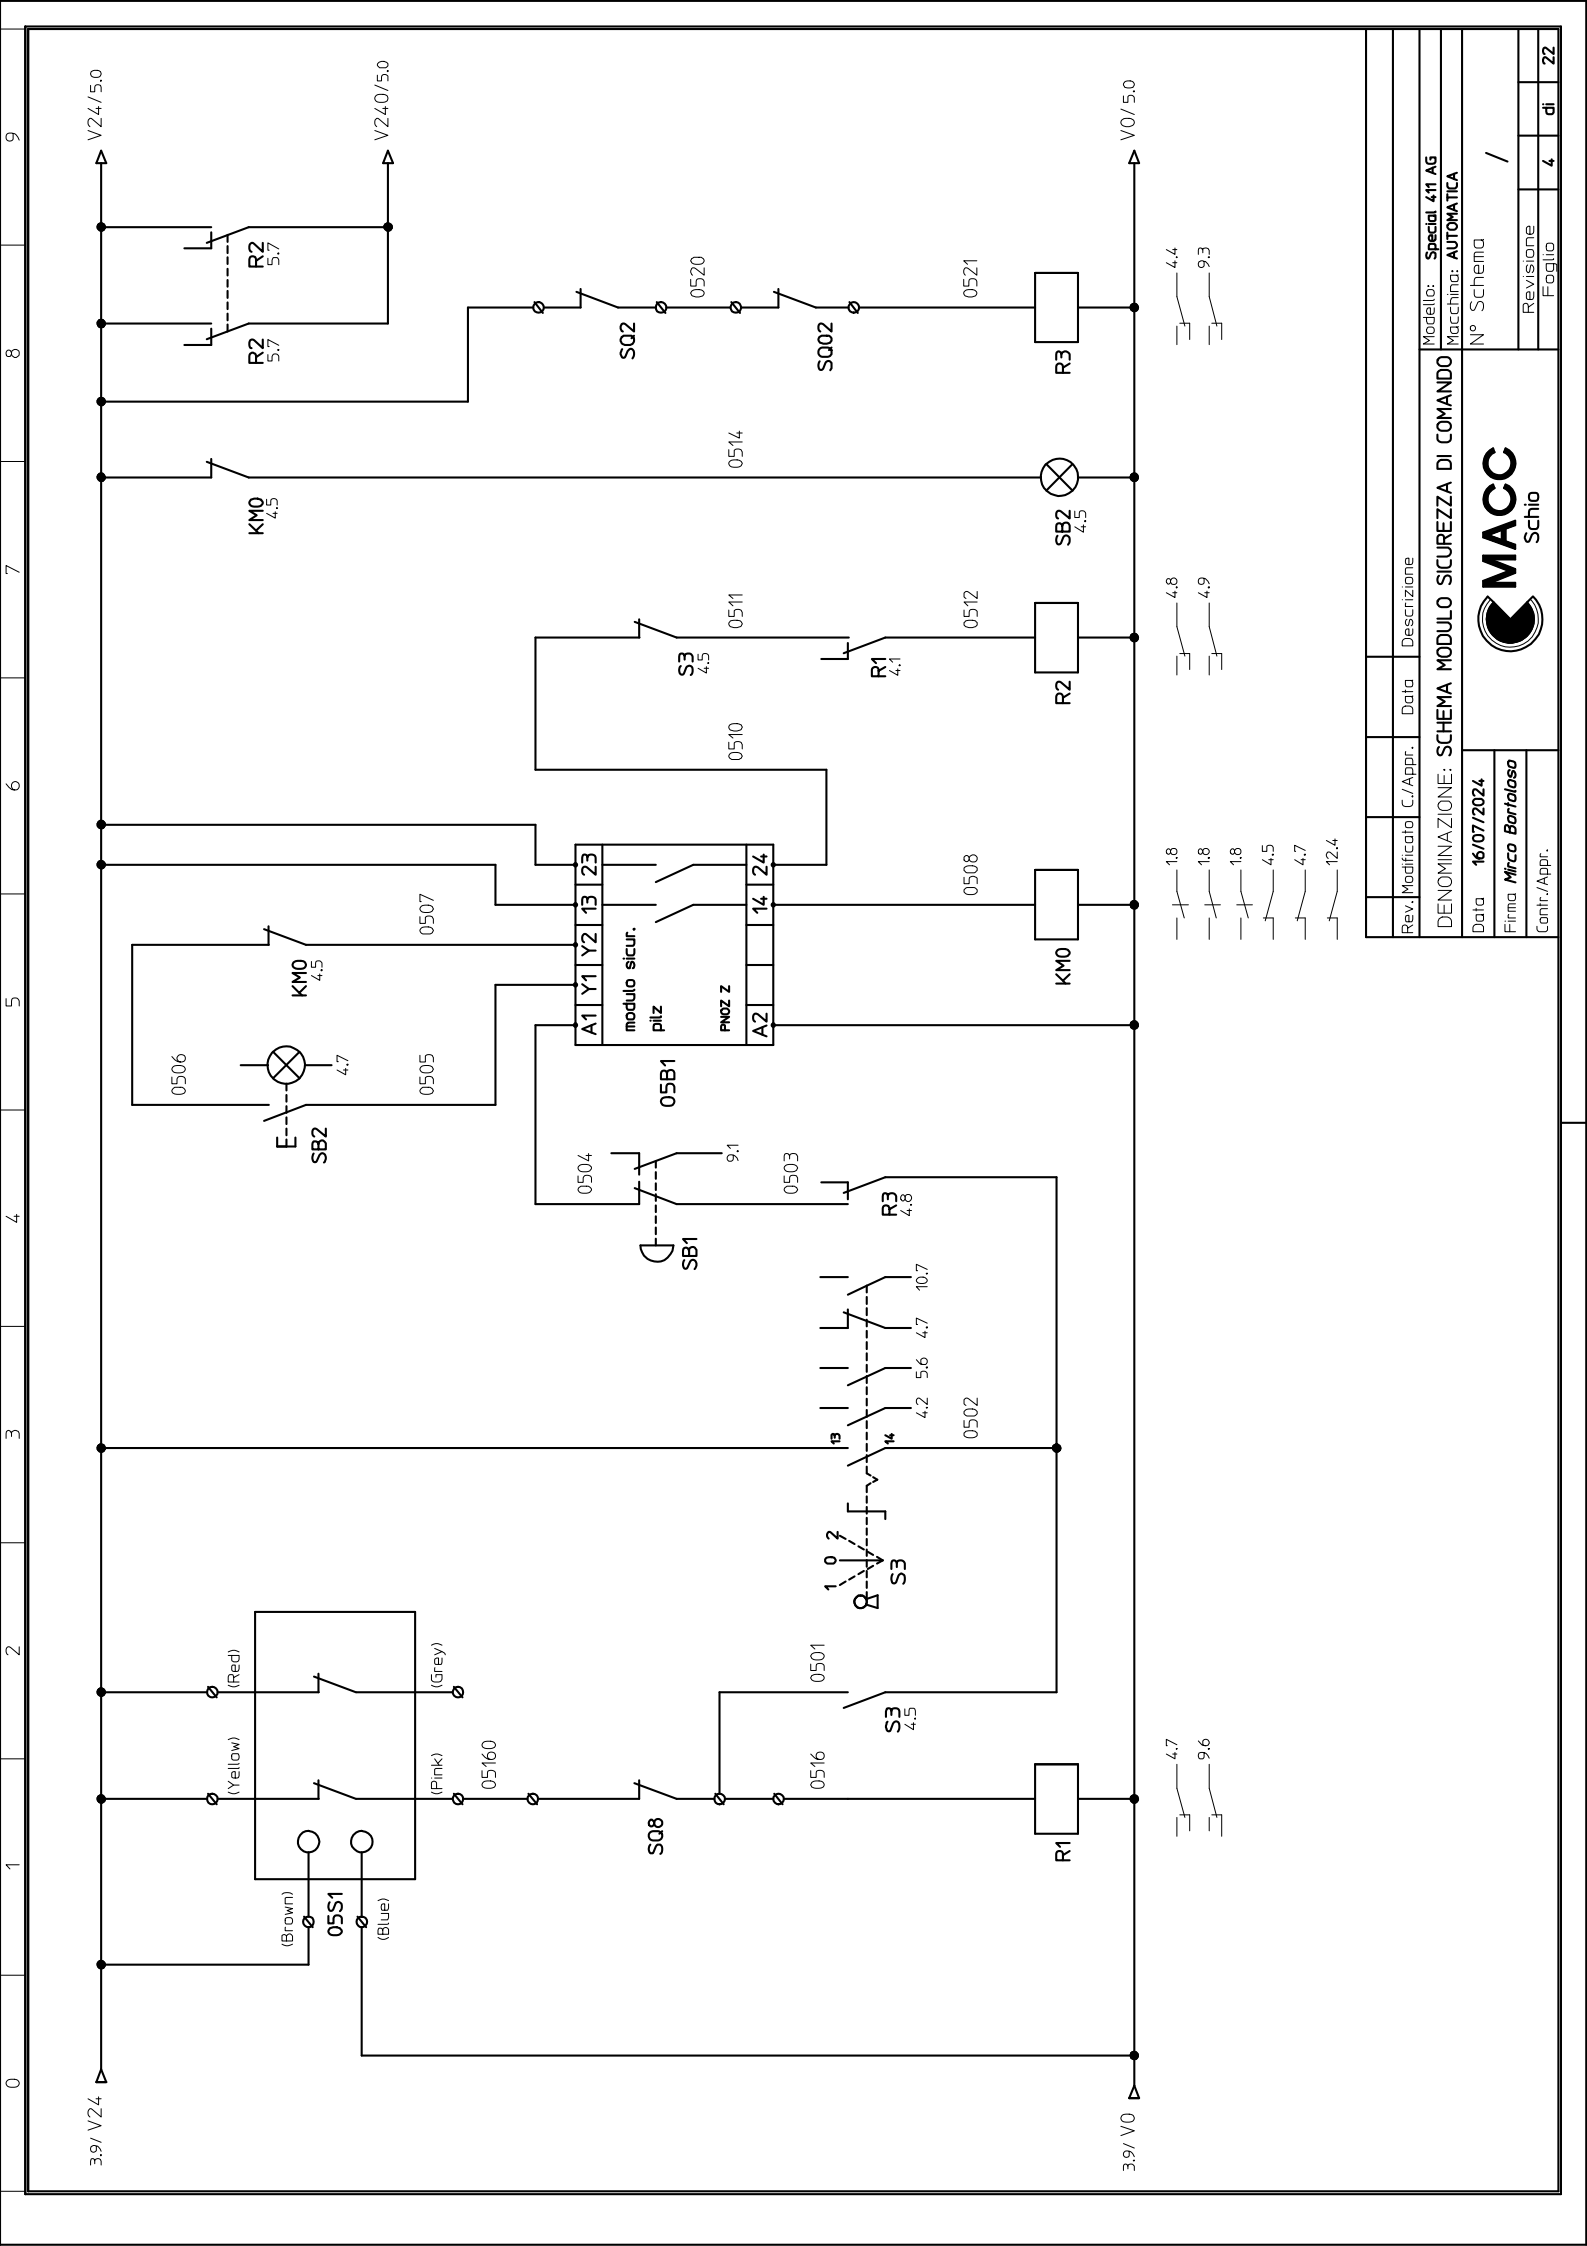 0 1 2 3 4 5 6 7 8 9
3.9/ V24
V24/5.0
V240/5.0
3.9/ V0
V0/5.0
(Brown)
05S1
(Blue)
(Yellow)
(Red)
(Pink)
(Grey)
05160
SQ8
0516
0501
S3
4.5
R1
4.7
9.6
1 0 2
S3
13
14
4.2
5.6
4.7
10.7
0502
SB1
0504
9.1
0503
R3
4.8
0506
SB2
4.7
0505
KM0
4.5
0507
05B1
A1 Y1 Y2 13 23
modulo sicur.
pilz
PNOZ Z
A2 14 24
0508
KM0
1.8
1.8
1.8
4.5
4.7
12.4
0510
S3
4.5
0511
R1
4.1
0512
R2
4.8
4.9
KM0
4.5
0514
SB2
4.5
R2
5.7
R2
5.7
SQ2
0520
SQ02
0521
R3
4.4
9.3
Rev. Modificato C./Appr. Data Descrizione
DENOMINAZIONE: SCHEMA MODULO SICUREZZA DI COMANDO
Modello: Special 411 AG
Macchina: AUTOMATICA
Data 16/07/2024
Firma Mirco Bortoloso
Contr./Appr.
MACC
Schio
N° Schema /
Revisione
Foglio 4 di 22